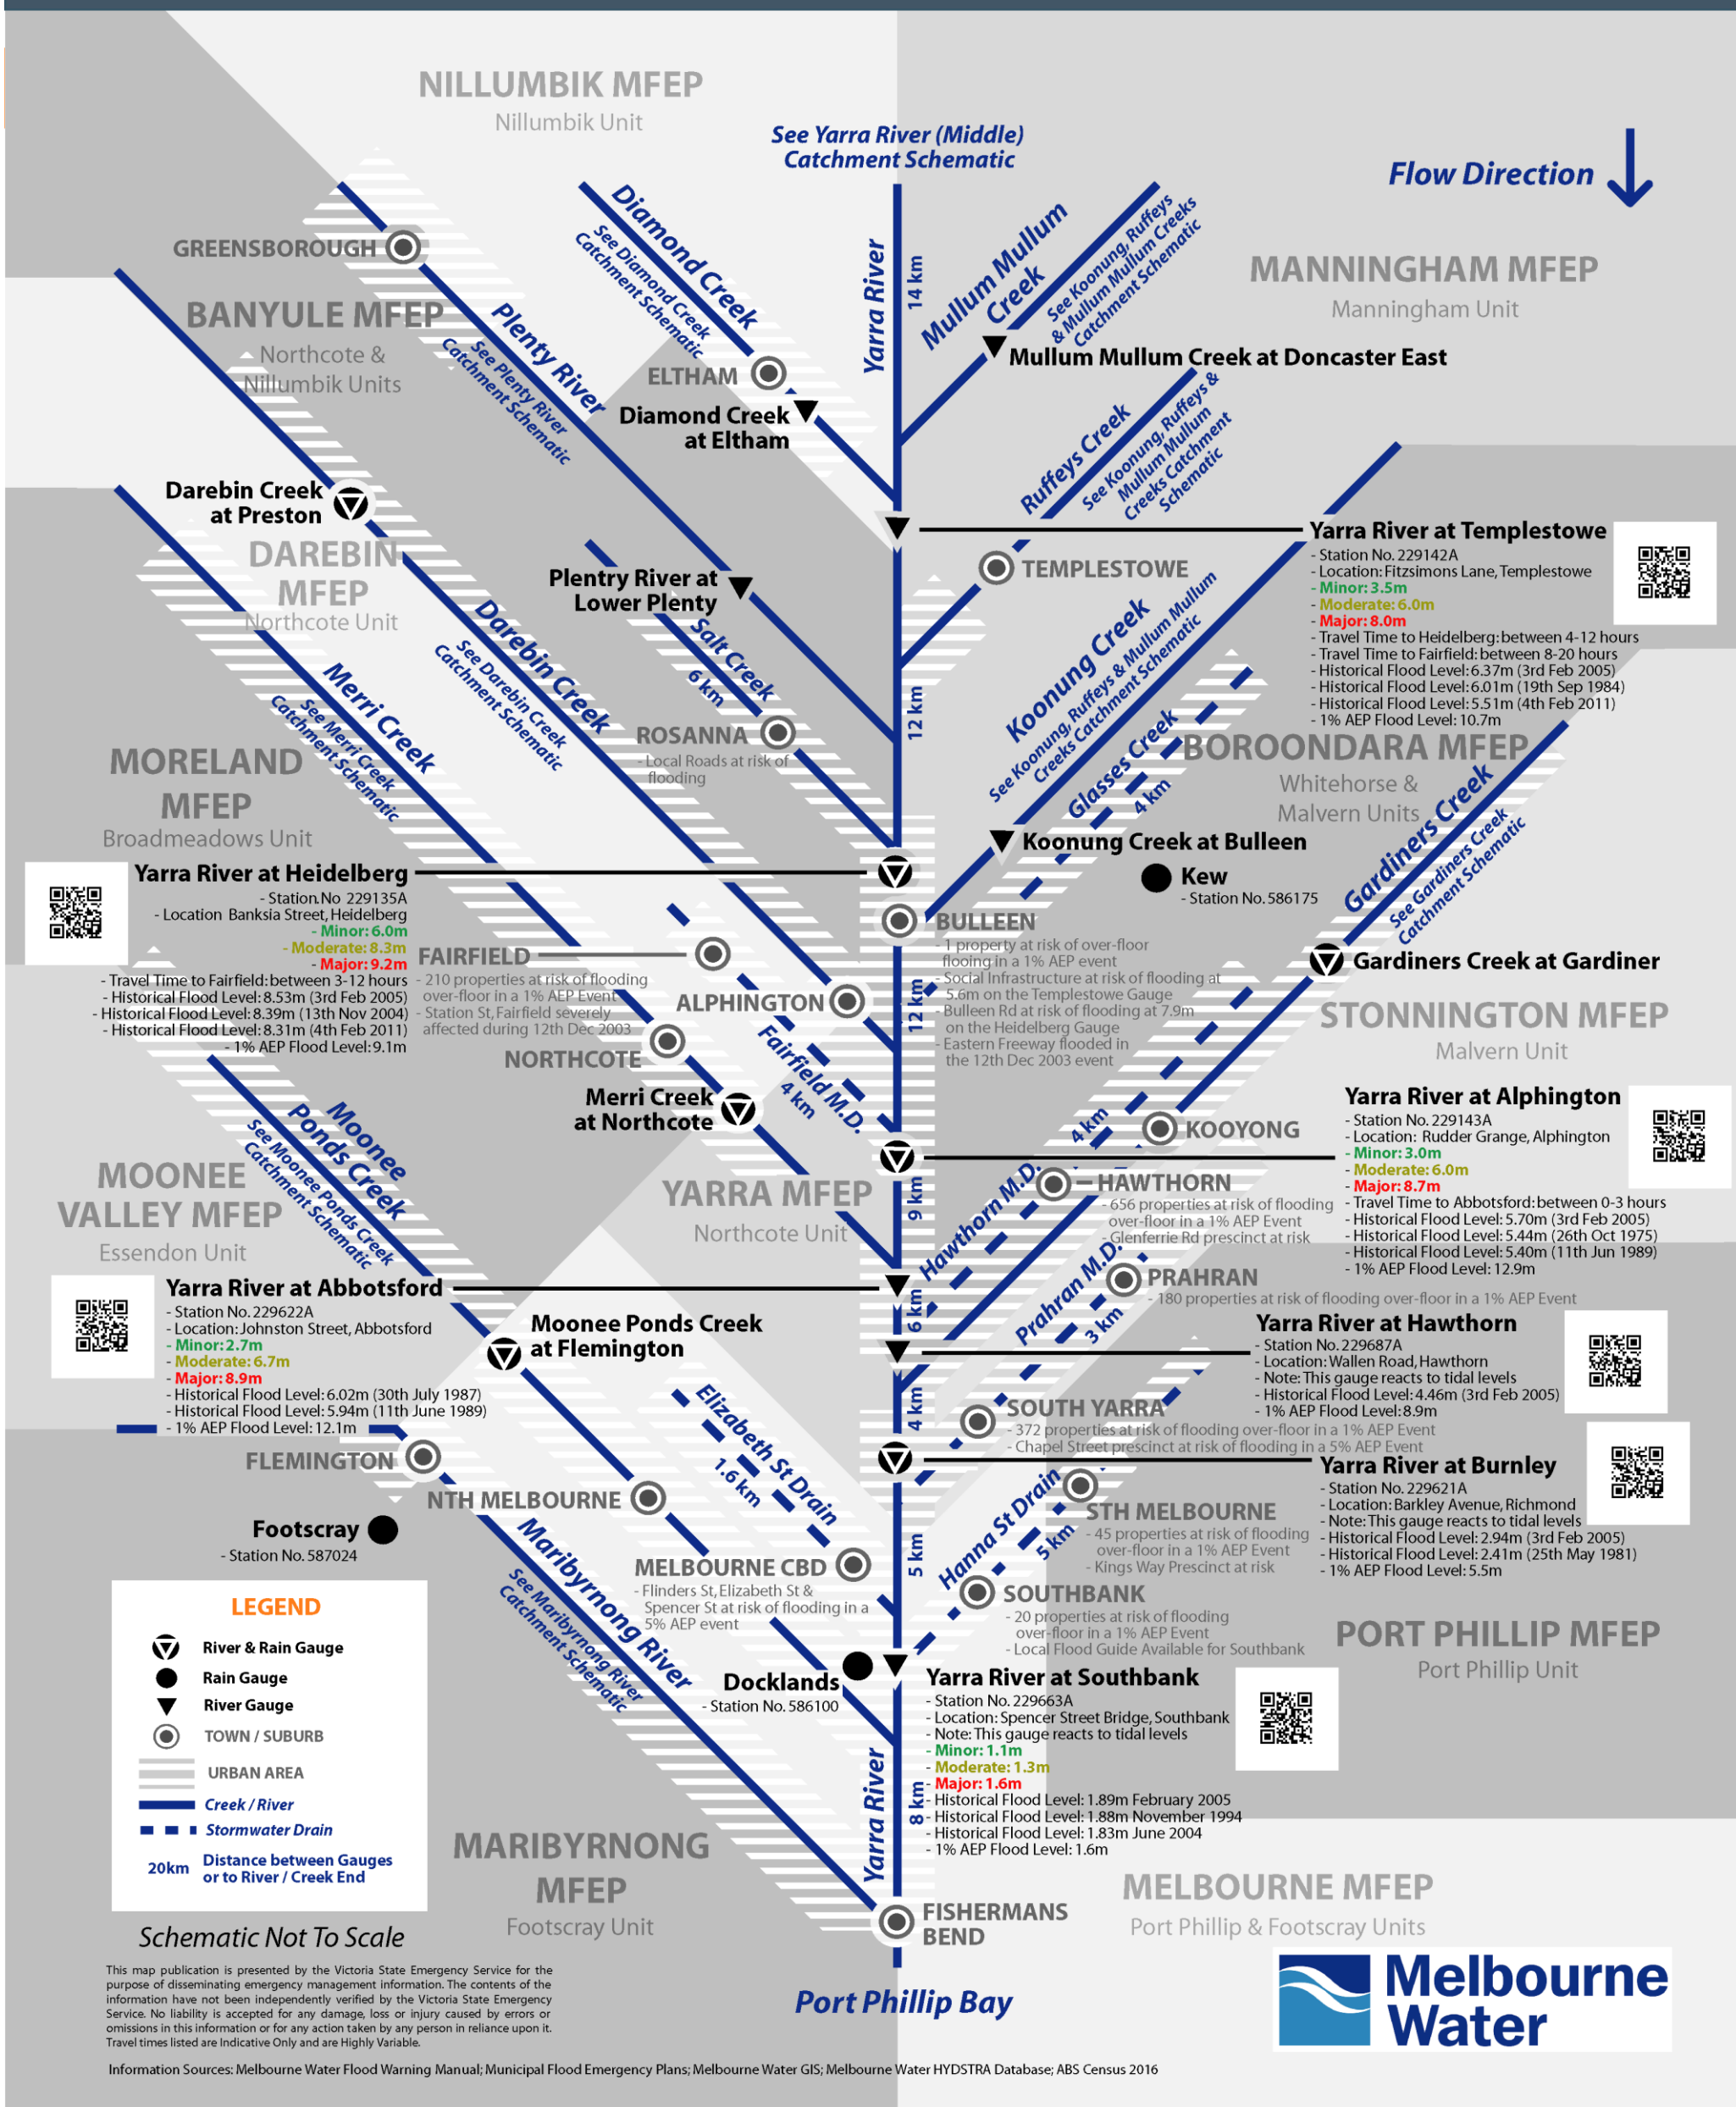 NILLUMBIK MFEP
Nillumbik Unit
See Yarra River (Middle)
Catchment Schematic
Flow Direction
GREENSBOROUGH
BANYULE MFEP
Northcote &
Nillumbik Units
Plenty River
See Plenty River
Catchment Schematic
Diamond Creek
See Diamond Creek
Catchment Schematic
ELTHAM
Diamond Creek
at Eltham
Yarra River
14 km
Mullum Mullum
Creek
See Koonung, Ruffeys
& Mullum Mullum Creeks
Catchment Schematic
MANNINGHAM MFEP
Manningham Unit
Mullum Mullum Creek at Doncaster East
Ruffeys Creek
See Koonung, Ruffeys &
Mullum Mullum
Creeks Catchment
Schematic
Darebin Creek
at Preston
DAREBIN
MFEP
Northcote Unit
Plentry River at
Lower Plenty
Salt Creek
6 km
TEMPLESTOWE
Yarra River at Templestowe
- Station No. 229142A
- Location: Fitzsimons Lane, Templestowe
- Minor: 3.5m
- Moderate: 6.0m
- Major: 8.0m
- Travel Time to Heidelberg: between 4-12 hours
- Travel Time to Fairfield: between 8-20 hours
- Historical Flood Level: 6.37m (3rd Feb 2005)
- Historical Flood Level: 6.01m (19th Sep 1984)
- Historical Flood Level: 5.51m (4th Feb 2011)
- 1% AEP Flood Level: 10.7m
Darebin Creek
See Darebin Creek
Catchment Schematic
Merri Creek
See Merri Creek
Catchment Schematic
ROSANNA
- Local Roads at risk of
flooding
12 km
Koonung Creek
See Koonung, Ruffeys & Mullum Mullum
Creeks Catchment Schematic
Glasses Creek
4 km
BOROONDARA MFEP
Whitehorse &
Malvern Units
MORELAND
MFEP
Broadmeadows Unit
Koonung Creek at Bulleen
Kew
- Station No. 586175
Gardiners Creek
See Gardiners Creek
Catchment Schematic
Yarra River at Heidelberg
- Station.No 229135A
- Location Banksia Street, Heidelberg
- Minor: 6.0m
- Moderate: 8.3m
- Major: 9.2m
- Travel Time to Fairfield: between 3-12 hours
- Historical Flood Level: 8.53m (3rd Feb 2005)
- Historical Flood Level: 8.39m (13th Nov 2004)
- Historical Flood Level: 8.31m (4th Feb 2011)
- 1% AEP Flood Level: 9.1m
FAIRFIELD
- 210 properties at risk of flooding
over-floor in a 1% AEP Event
- Station St, Fairfield severely
affected during 12th Dec 2003
ALPHINGTON
NORTHCOTE
BULLEEN
- 1 property at risk of over-floor
flooing in a 1% AEP event
- Social Infrastructure at risk of flooding at
5.6m on the Templestowe Gauge
- Bulleen Rd at risk of flooding at 7.9m
on the Heidelberg Gauge
- Eastern Freeway flooded in
the 12th Dec 2003 event
12 km
Gardiners Creek at Gardiner
STONNINGTON MFEP
Malvern Unit
Fairfield M.D.
4 km
Merri Creek
at Northcote
4 km
KOOYONG
Yarra River at Alphington
- Station No. 229143A
- Location: Rudder Grange, Alphington
- Minor: 3.0m
- Moderate: 6.0m
- Major: 8.7m
- Travel Time to Abbotsford: between 0-3 hours
- Historical Flood Level: 5.70m (3rd Feb 2005)
- Historical Flood Level: 5.44m (26th Oct 1975)
- Historical Flood Level: 5.40m (11th Jun 1989)
- 1% AEP Flood Level: 12.9m
Moonee
Ponds Creek
See Moonee Ponds Creek
Catchment Schematic
MOONEE
VALLEY MFEP
Essendon Unit
YARRA MFEP
Northcote Unit
9 km
Hawthorn M.D.
HAWTHORN
- 656 properties at risk of flooding
over-floor in a 1% AEP Event
- Glenferrie Rd prescinct at risk
Prahran M.D.
3 km
PRAHRAN
- 180 properties at risk of flooding over-floor in a 1% AEP Event
Yarra River at Abbotsford
- Station No. 229622A
- Location: Johnston Street, Abbotsford
- Minor: 2.7m
- Moderate: 6.7m
- Major: 8.9m
- Historical Flood Level: 6.02m (30th July 1987)
- Historical Flood Level: 5.94m (11th June 1989)
- 1% AEP Flood Level: 12.1m
Moonee Ponds Creek
at Flemington
6 km
Yarra River at Hawthorn
- Station No. 229687A
- Location: Wallen Road, Hawthorn
- Note: This gauge reacts to tidal levels
- Historical Flood Level: 4.46m (3rd Feb 2005)
- 1% AEP Flood Level: 8.9m
4 km
SOUTH YARRA
- 372 properties at risk of flooding over-floor in a 1% AEP Event
- Chapel Street prescinct at risk of flooding in a 5% AEP Event
Elizabeth St Drain
1.6 km
FLEMINGTON
NTH MELBOURNE
Yarra River at Burnley
- Station No. 229621A
- Location: Barkley Avenue, Richmond
- Note: This gauge reacts to tidal levels
- Historical Flood Level: 2.94m (3rd Feb 2005)
- Historical Flood Level: 2.41m (25th May 1981)
- 1% AEP Flood Level: 5.5m
Footscray
- Station No. 587024
Maribyrnong River
See Maribyrnong River
Catchment Schematic
MELBOURNE CBD
- Flinders St, Elizabeth St &
Spencer St at risk of flooding in a
5% AEP event
5 km
Hanna St Drain
5 km
STH MELBOURNE
- 45 properties at risk of flooding
over-floor in a 1% AEP Event
- Kings Way Prescinct at risk
SOUTHBANK
- 20 properties at risk of flooding
over-floor in a 1% AEP Event
- Local Flood Guide Available for Southbank
PORT PHILLIP MFEP
Port Phillip Unit
Docklands
- Station No. 586100
Yarra River at Southbank
- Station No. 229663A
- Location: Spencer Street Bridge, Southbank
- Note: This gauge reacts to tidal levels
- Minor: 1.1m
- Moderate: 1.3m
- Major: 1.6m
- Historical Flood Level: 1.89m February 2005
- Historical Flood Level: 1.88m November 1994
- Historical Flood Level: 1.83m June 2004
- 1% AEP Flood Level: 1.6m
Yarra River
8 km
LEGEND
River & Rain Gauge
Rain Gauge
River Gauge
TOWN / SUBURB
URBAN AREA
Creek / River
Stormwater Drain
20km
Distance between Gauges
or to River / Creek End
MARIBYRNONG
MFEP
Footscray Unit
MELBOURNE MFEP
Port Phillip & Footscray Units
FISHERMANS
BEND
Schematic Not To Scale
This map publication is presented by the Victoria State Emergency Service for the
purpose of disseminating emergency management information. The contents of the
information have not been independently verified by the Victoria State Emergency
Service. No liability is accepted for any damage, loss or injury caused by errors or
omissions in this information or for any action taken by any person in reliance upon it.
Travel times listed are Indicative Only and are Highly Variable.
Port Phillip Bay
Melbourne
Water
Information Sources: Melbourne Water Flood Warning Manual; Municipal Flood Emergency Plans; Melbourne Water GIS; Melbourne Water HYDSTRA Database; ABS Census 2016